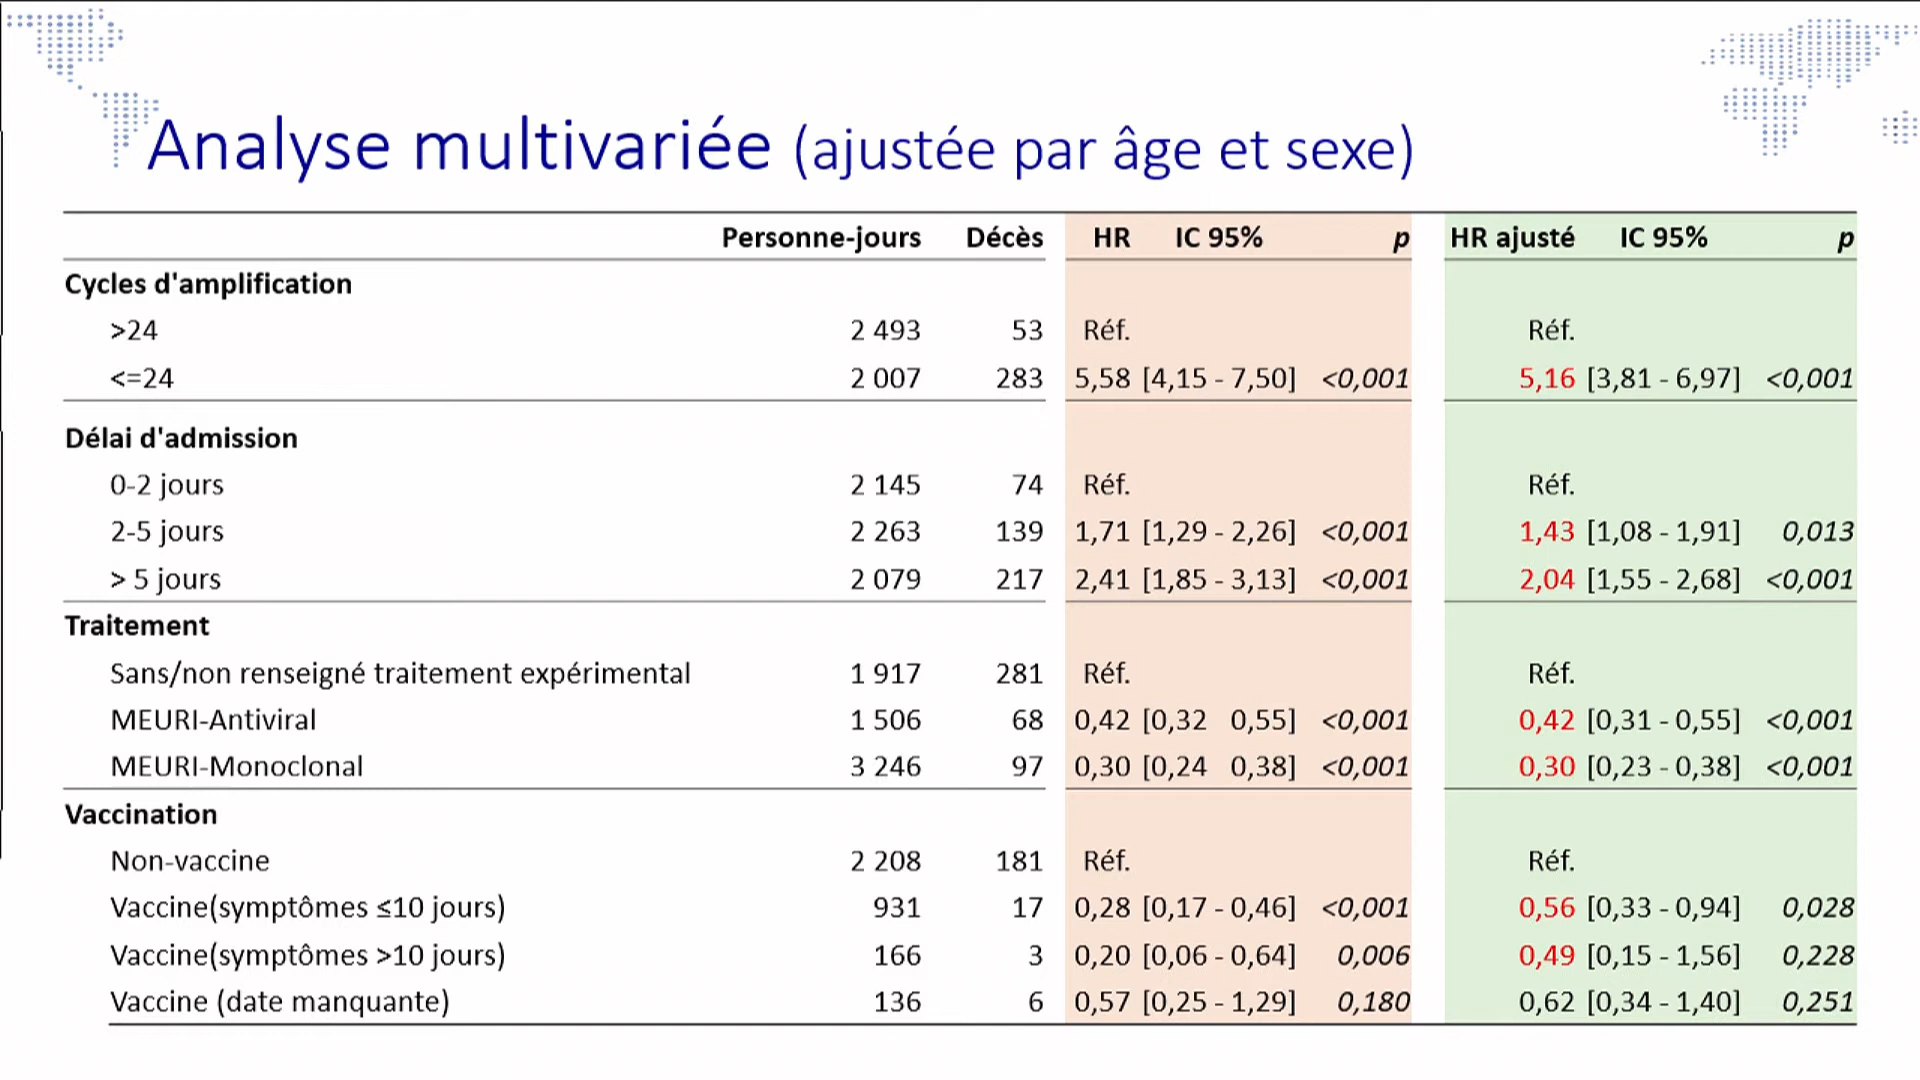 Analyse multivariée (ajustée par âge et sexe)
Personne-jours Décès HR IC 95% p HR ajusté IC 95% p
Cycles d'amplification
>24 2 493 53 Réf. Réf.
<=24 2 007 283 5,58 [4,15 - 7,50] <0,001 5,16 [3,81 - 6,97] <0,001
Délai d'admission
0-2 jours 2 145 74 Réf. Réf.
2-5 jours 2 263 139 1,71 [1,29 - 2,26] <0,001 1,43 [1,08 - 1,91] 0,013
> 5 jours 2 079 217 2,41 [1,85 - 3,13] <0,001 2,04 [1,55 - 2,68] <0,001
Traitement
Sans/non renseigné traitement expérimental 1 917 281 Réf. Réf.
MEURI-Antiviral 1 506 68 0,42 [0,32 0,55] <0,001 0,42 [0,31 - 0,55] <0,001
MEURI-Monoclonal 3 246 97 0,30 [0,24 0,38] <0,001 0,30 [0,23 - 0,38] <0,001
Vaccination
Non-vaccine 2 208 181 Réf. Réf.
Vaccine(symptômes ≤10 jours) 931 17 0,28 [0,17 - 0,46] <0,001 0,56 [0,33 - 0,94] 0,028
Vaccine(symptômes >10 jours) 166 3 0,20 [0,06 - 0,64] 0,006 0,49 [0,15 - 1,56] 0,228
Vaccine (date manquante) 136 6 0,57 [0,25 - 1,29] 0,180 0,62 [0,34 - 1,40] 0,251